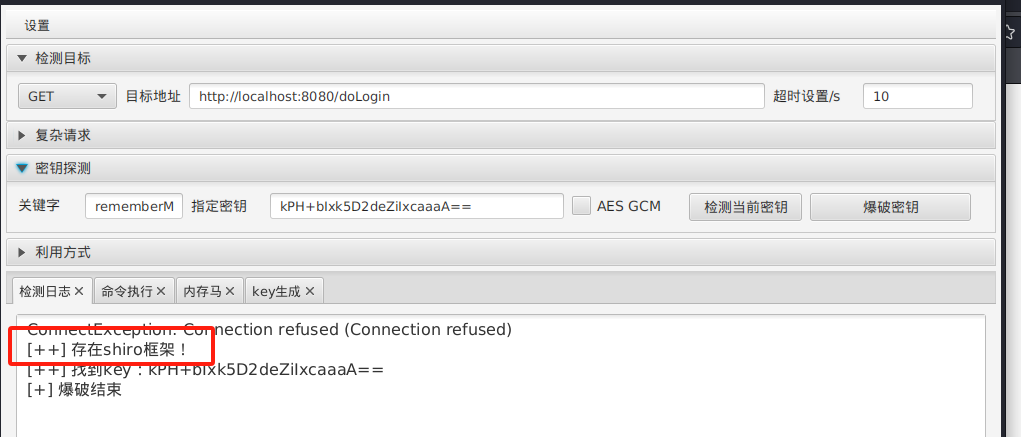 设置
检测目标
GET 目标地址 http://localhost:8080/doLogin 超时设置/s 10
复杂请求
密钥探测
关键字 rememberM 指定密钥 kPH+bIxk5D2deZiIxcaaaA== AES GCM 检测当前密钥 爆破密钥
利用方式
检测日志 命令执行 内存马 key生成
ConnectException: Connection refused (Connection refused)
[++] 存在shiro框架！
[++] 找到key：kPH+bIxk5D2deZiIxcaaaA==
[+] 爆破结束